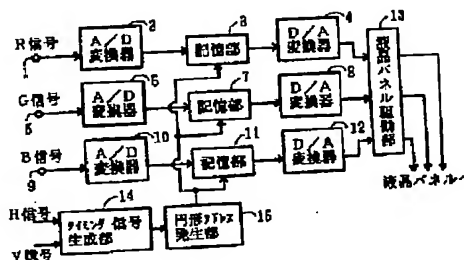 R信号
1
A/D
変換器
2
記憶部
3
D/A
変換器
4
液晶パネル駆動部
13
G信号
5
A/D
変換器
6
記憶部
7
D/A
変換器
8
B信号
9
A/D
変換器
10
記憶部
11
D/A
変換器
12
液晶パネルへ
H信号
V信号
タイミング信号
生成部
14
円形アドレス
発生部
15